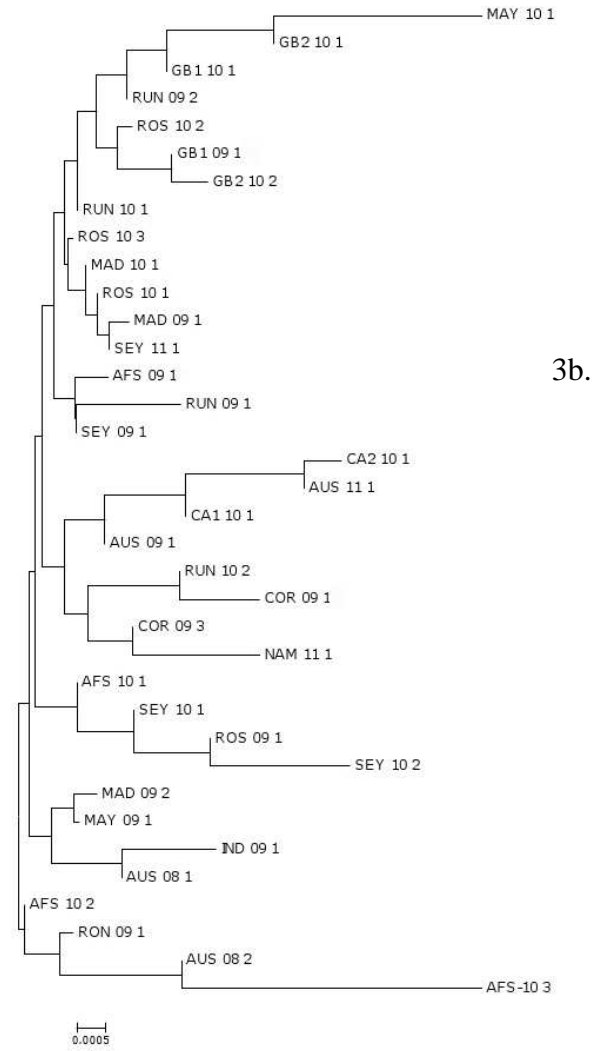 MAY 10 1
GB2 10 1
GB1 10 1
RUN 09 2
ROS 10 2
GB1 09 1
GB2 10 2
RUN 10 1
ROS 10 3
MAD 10 1
ROS 10 1
MAD 09 1
SEY 11 1
AFS 09 1
3b.
RUN 09 1
SEY 09 1
CA2 10 1
AUS 11 1
CA1 10 1
AUS 09 1
RUN 10 2
COR 09 1
COR 09 3
NAM 11 1
AFS 10 1
SEY 10 1
ROS 09 1
SEY 10 2
MAD 09 2
MAY 09 1
IND 09 1
AUS 08 1
AFS 10 2
RON 09 1
AUS 08 2
AFS-10 3
0.0005